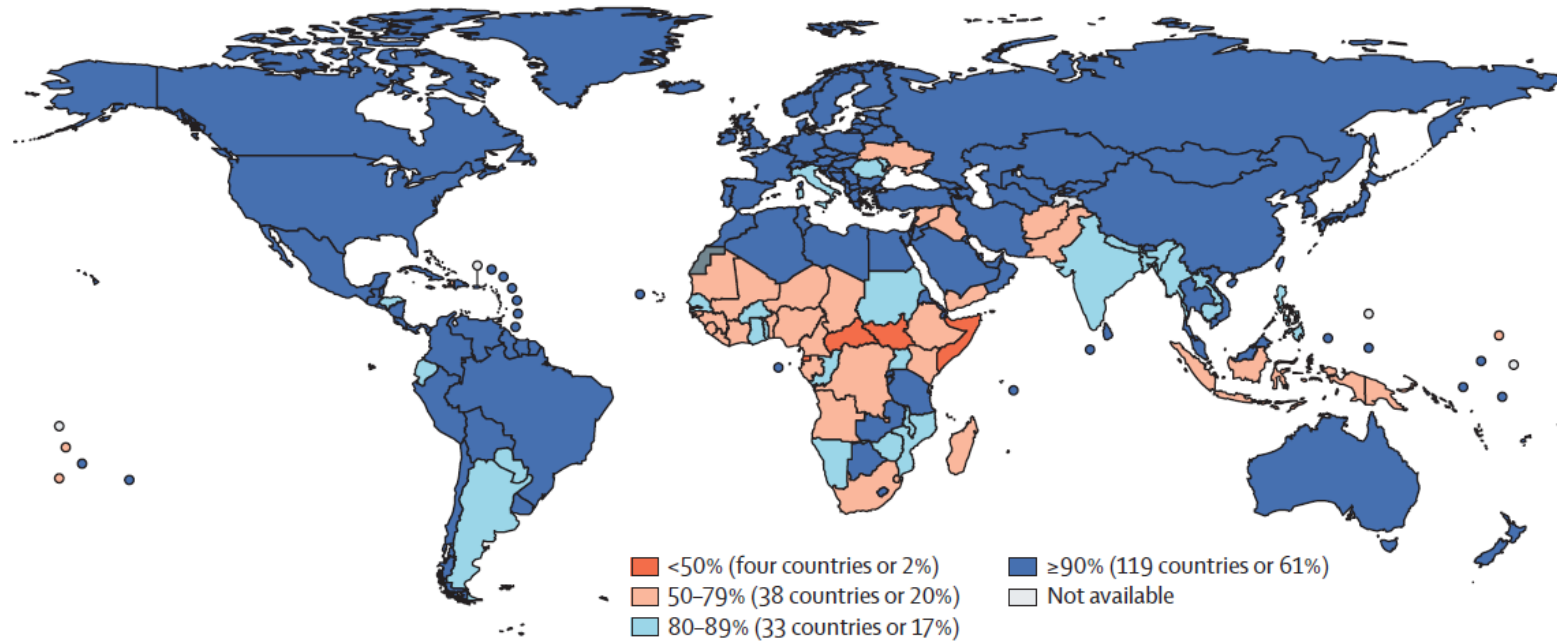 <50% (four countries or 2%)
50–79% (38 countries or 20%)
80–89% (33 countries or 17%)
≥90% (119 countries or 61%)
Not available